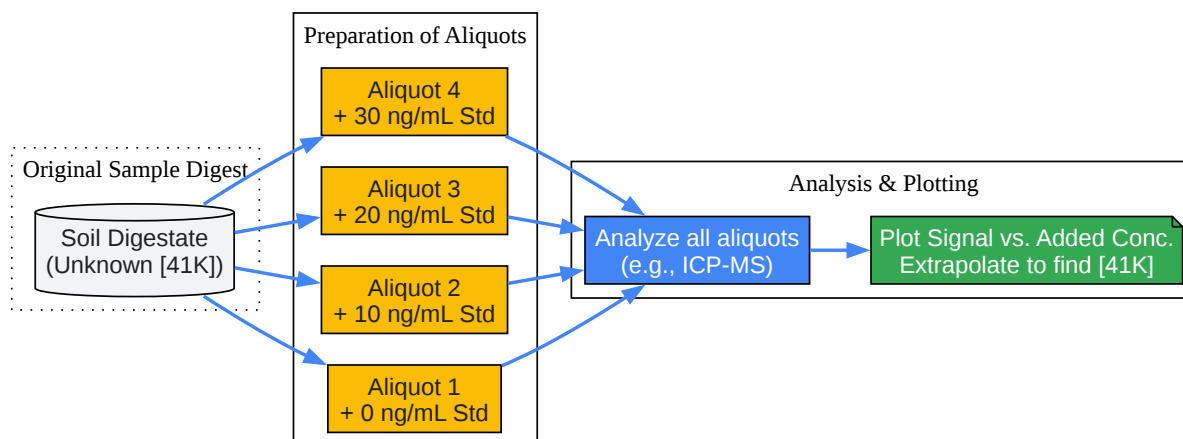 Preparation of Aliquots
Aliquot 4
+ 30 ng/mL Std
Original Sample Digest
Aliquot 3
+ 20 ng/mL Std
Analysis & Plotting
Soil Digestate
(Unknown [41K])
Analyze all aliquots
(e.g., ICP-MS)
Plot Signal vs. Added Conc.
Extrapolate to find [41K]
Aliquot 2
+ 10 ng/mL Std
Aliquot 1
+ 0 ng/mL Std